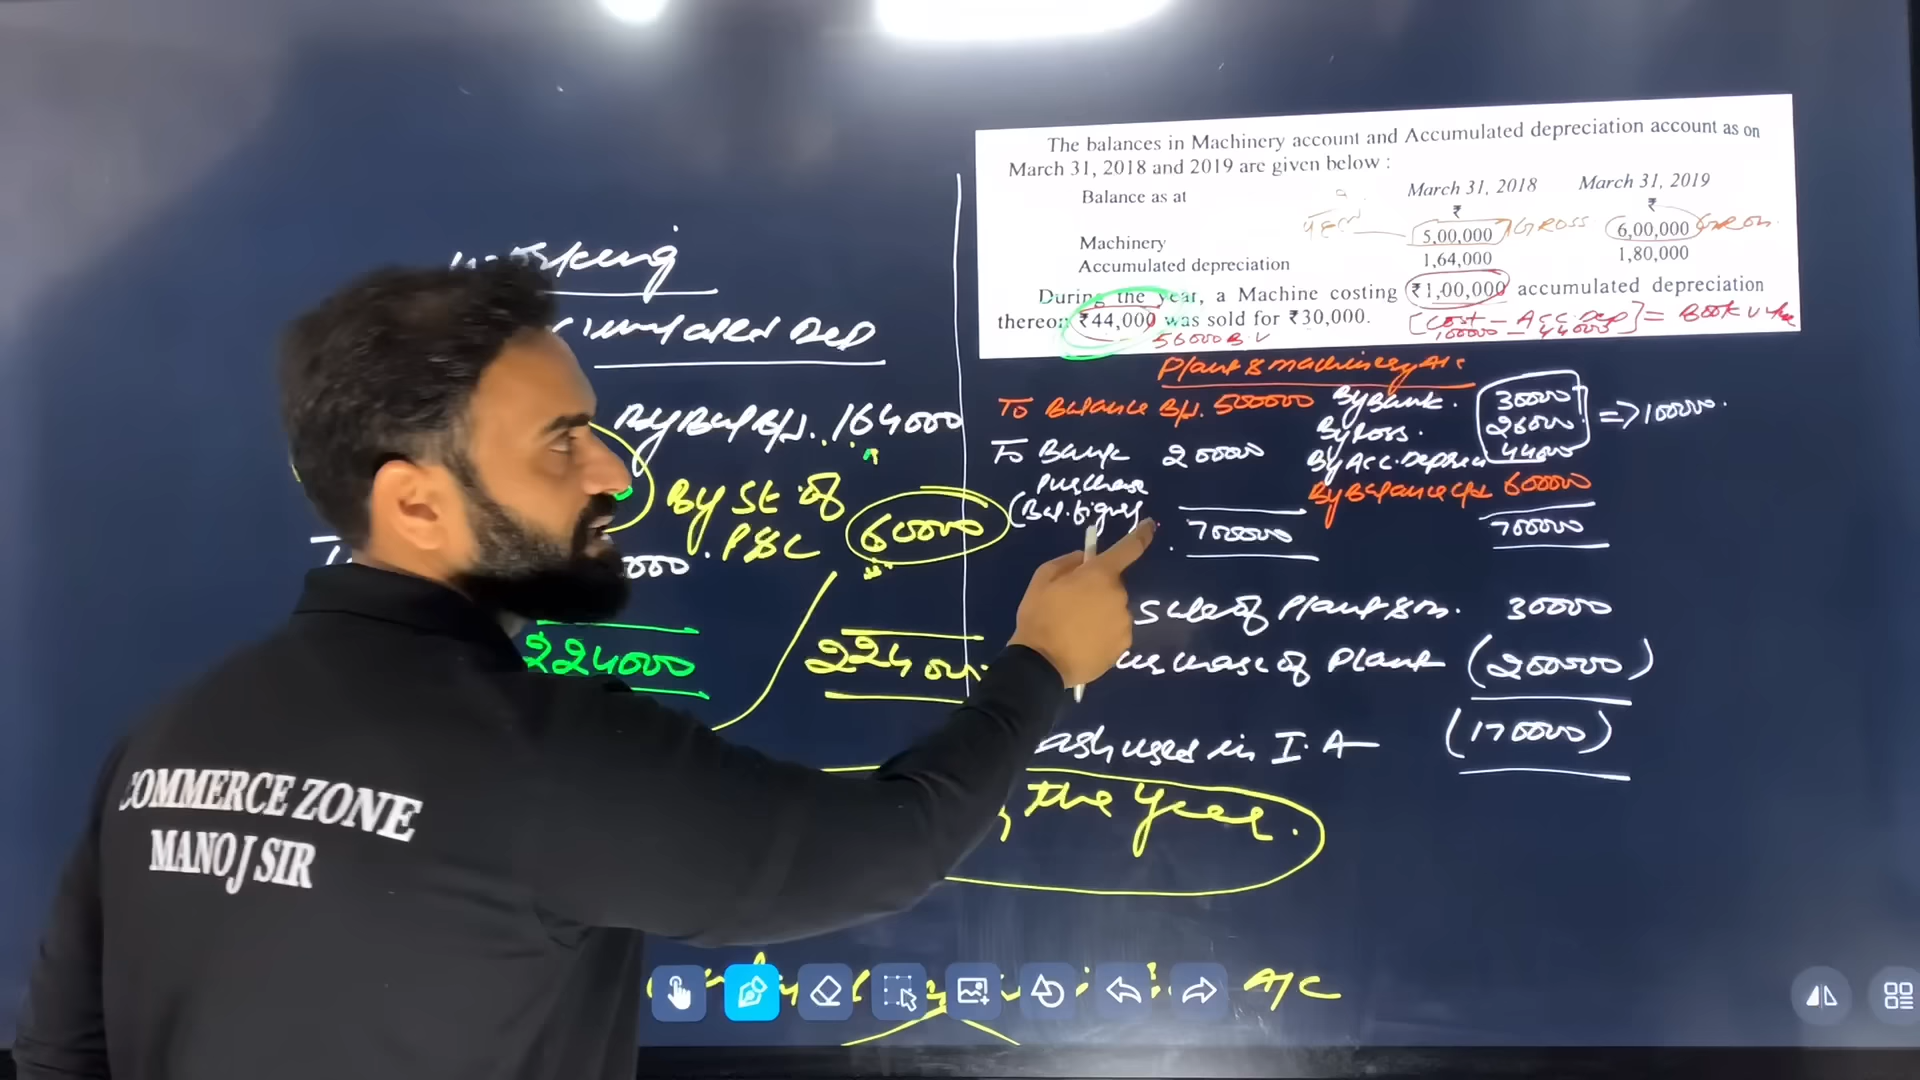 The balances in Machinery account and Accumulated depreciation account as on
March 31, 2018 and 2019 are given below :
Balance as at March 31, 2018 March 31, 2019
₹ ₹
Machinery 5,00,000 GROSS 6,00,000
Accumulated depreciation 1,64,000 1,80,000
During the year, a Machine costing ₹1,00,000 accumulated depreciation
thereon ₹44,000 was sold for ₹30,000.
[Cost - Acc. Dep] = Book Value
100000 - 44000
56000 B.V
Plant & machinery A/c
To Balance B/d. 500000 By Bank. 30000
By Loss. 26000 => 100000.
To Bank 200000 By Acc. Deprec 44000
Purchase By Balance c/d 600000
(Bal. figure
700000 700000
Sale of Plant & m. 30000
Purchase of Plant (200000)
Cash used in I.A (170000)
the Year.
A/C
Working
Dep
By Bal B/d. 164000
By St. of
P&L 60000
000
224000 224000
COMMERCE ZONE
MANOJ SIR